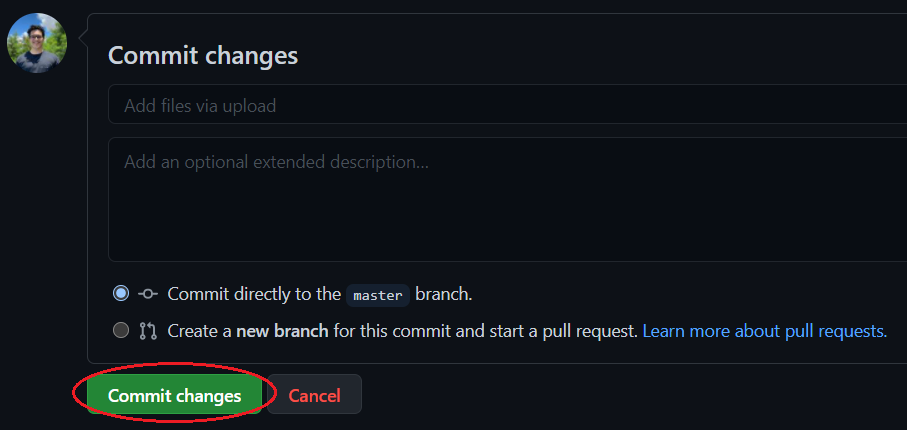 Commit changes
Add files via upload
Add an optional extended description...
Commit directly to the master branch.
Create a new branch for this commit and start a pull request. Learn more about pull requests.
Commit changes Cancel